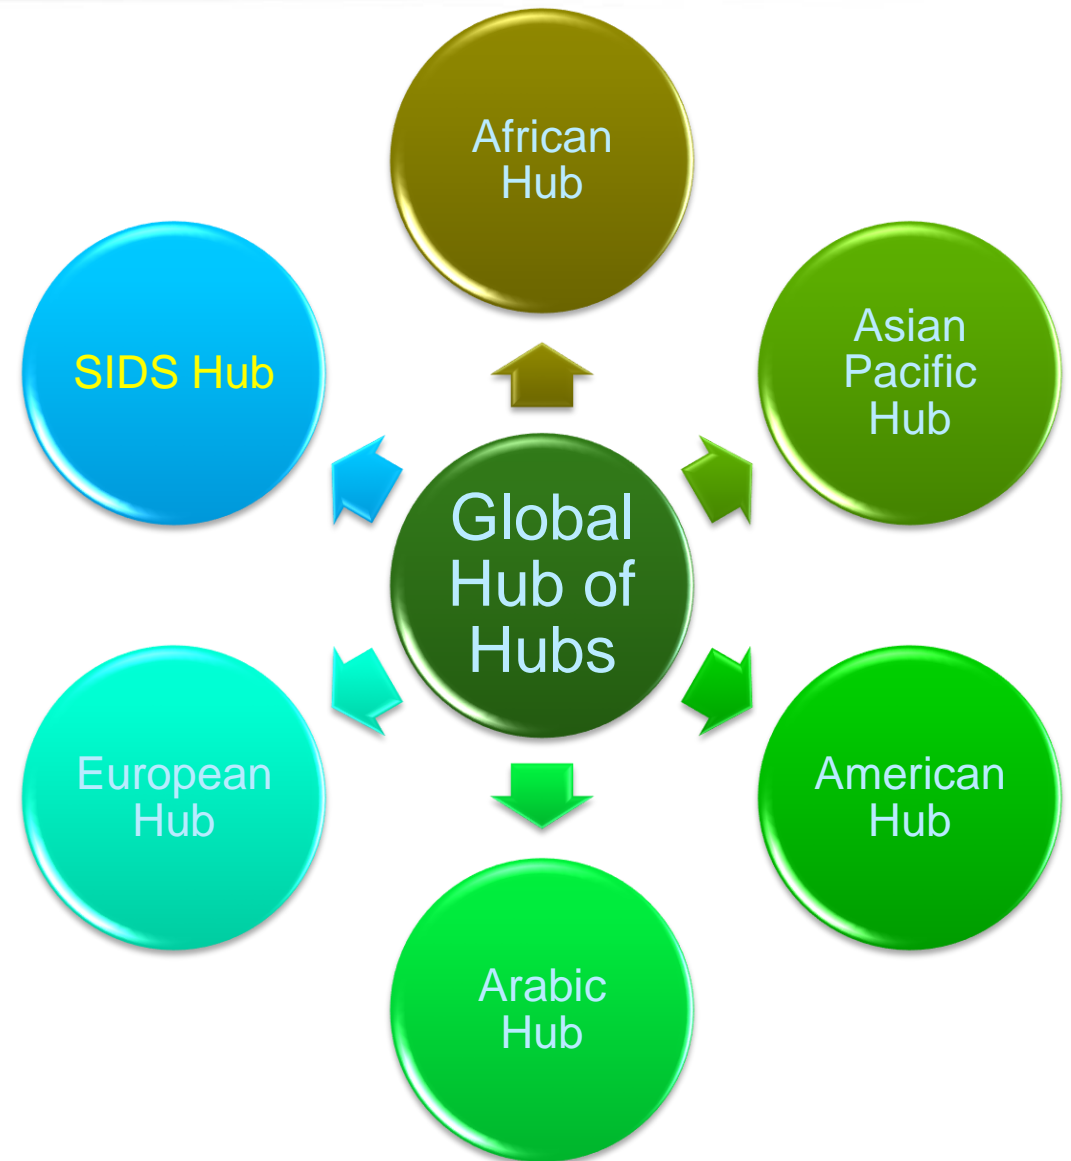 African
Hub
Asian
Pacific
Hub
SIDS Hub
Global
Hub of
Hubs
European
Hub
American
Hub
Arabic
Hub